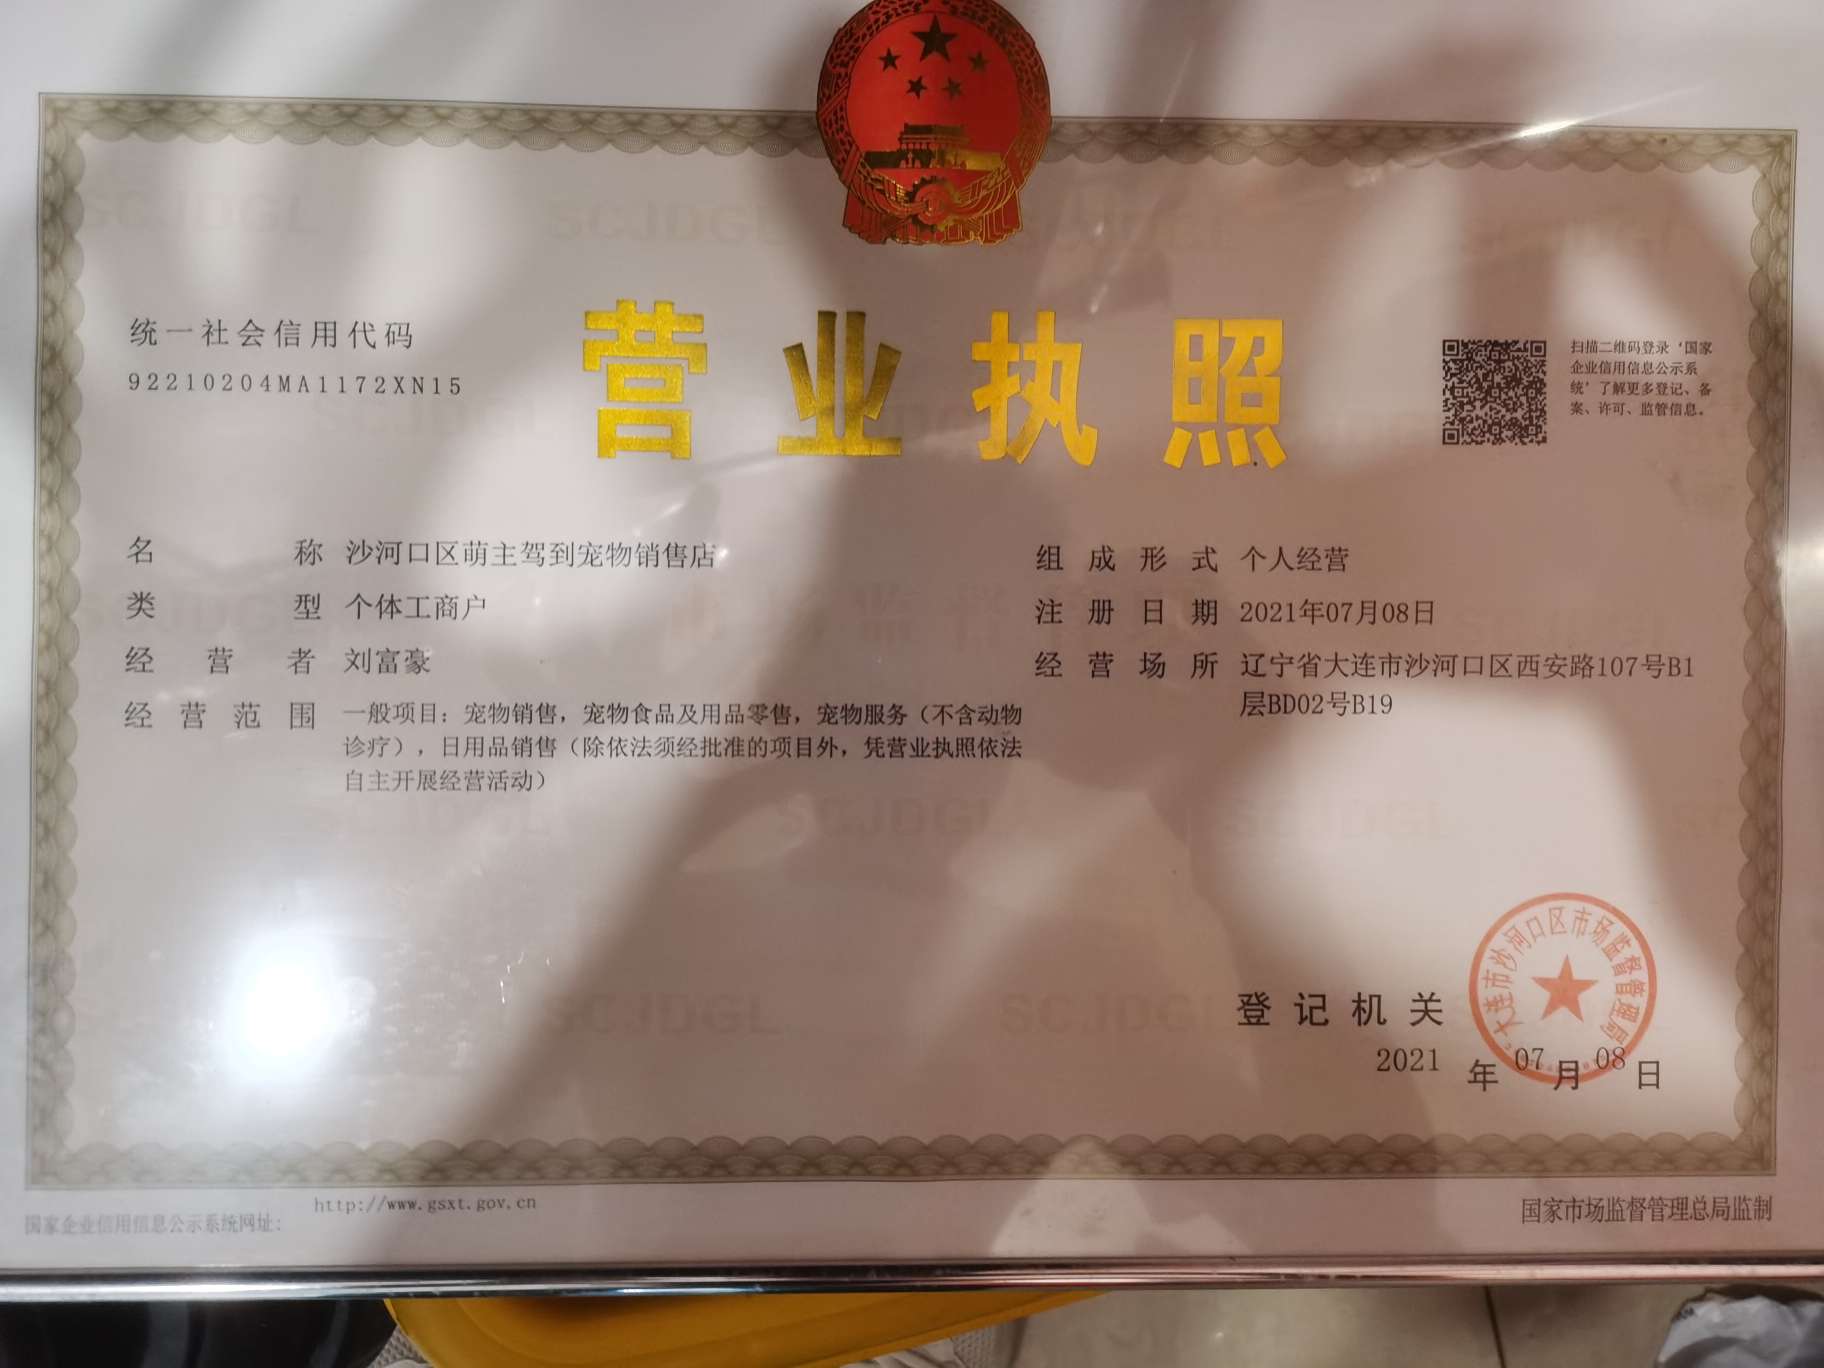 统一社会信用代码
92210204MA1172XN15
营业执照
扫描二维码登录‘国家
企业信用信息公示系
统’了解更多登记、备
案、许可、监管信息。
名称 沙河口区萌主驾到宠物销售店
类型 个体工商户
经营者 刘富豪
经营范围 一般项目：宠物销售，宠物食品及用品零售，宠物服务（不含动物
诊疗），日用品销售（除依法须经批准的项目外，凭营业执照依法
自主开展经营活动）
组成形式 个人经营
注册日期 2021年07月08日
经营场所 辽宁省大连市沙河口区西安路107号B1
层BD02号B19
大连市沙河口区市场监督管理局
登记机关
2021年07月08日
国家企业信用信息公示系统网址： http://www.gsxt.gov.cn
国家市场监督管理总局监制
SCJDGL